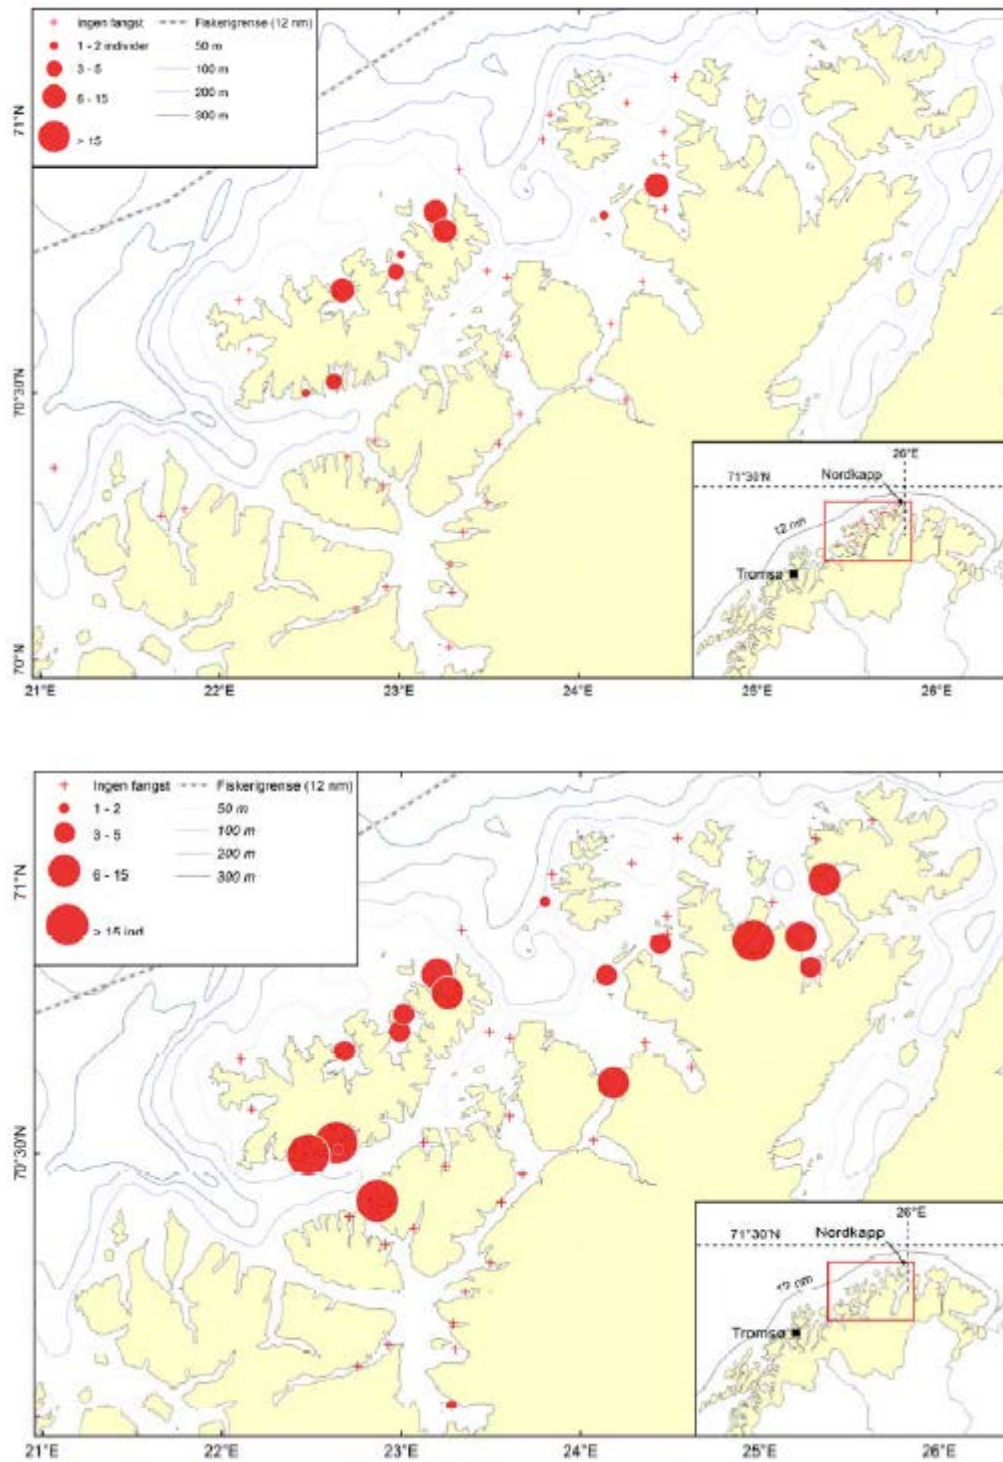 Ingen fangst
Fiskerigrense (12 nm)
1 - 2 individer
50 m
3 - 5
100 m
6 - 15
200 m
300 m
> 15
71°N
70°30'N
70°N
26°E
71°30'N
Nordkapp
12 nm
Tromsø
21°E
22°E
23°E
24°E
25°E
26°E
Ingen fangst
Fiskerigrense (12 nm)
1 - 2
50 m
3 - 5
100 m
200 m
6 - 15
300 m
> 15 ind
71°N
70°30'N
26°E
71°30'N
Nordkapp
12 nm
Tromsø
21°E
22°E
23°E
24°E
25°E
26°E